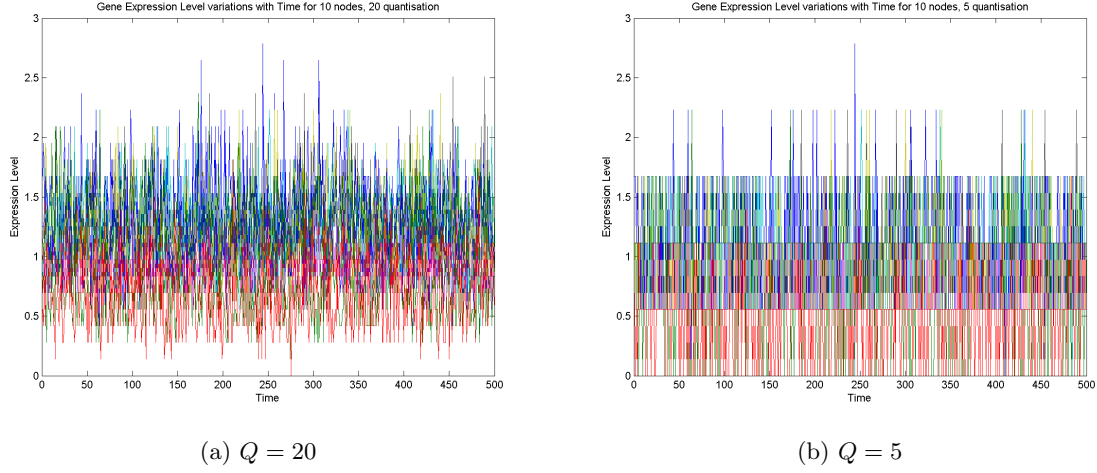 Gene Expression Level variations with Time for 10 nodes, 20 quantisation
3
2.5
2
1.5
1
0.5
0
Expression Level
0 50 100 150 200 250 300 350 400 450 500
Time
(a) Q = 20
Gene Expression Level variations with Time for 10 nodes, 5 quantisation
3
2.5
2
1.5
1
0.5
0
Expression Level
0 50 100 150 200 250 300 350 400 450 500
Time
(b) Q = 5